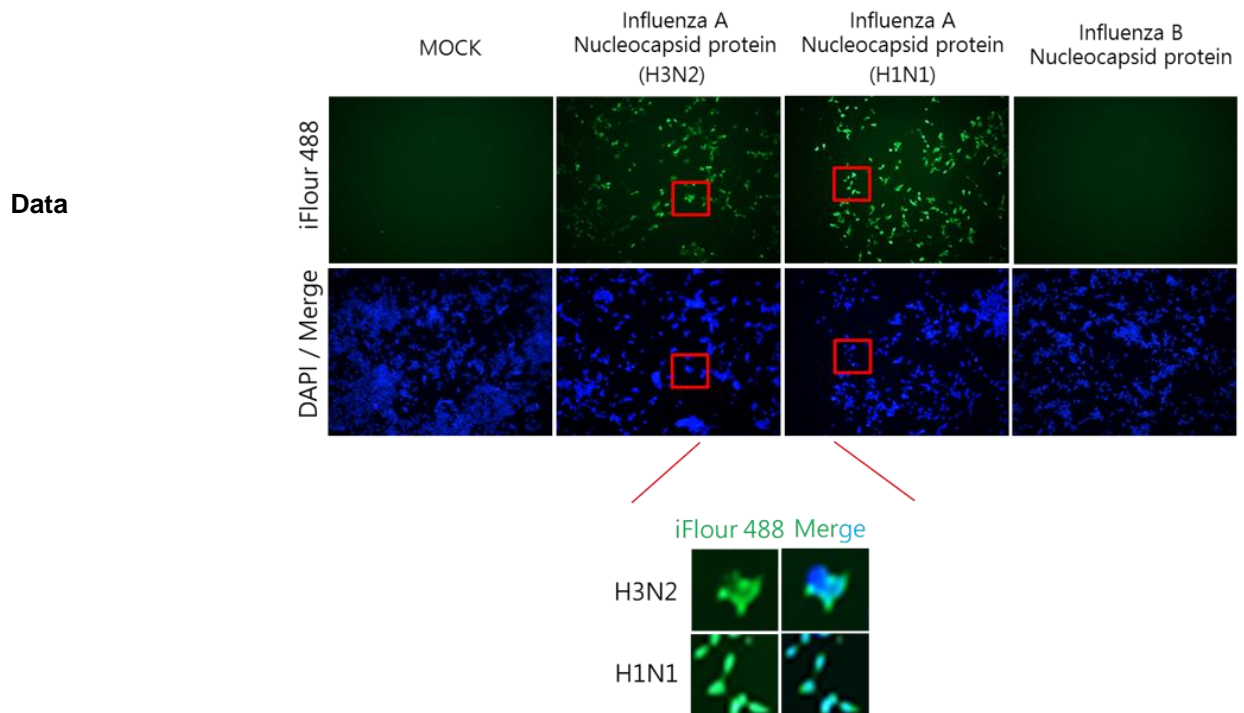 MOCK
Influenza A
Nucleocapsid protein
(H3N2)
Influenza A
Nucleocapsid protein
(H1N1)
Influenza B
Nucleocapsid protein
iFlour 488
Data
DAPI / Merge
iFlour 488 Merge
H3N2
H1N1